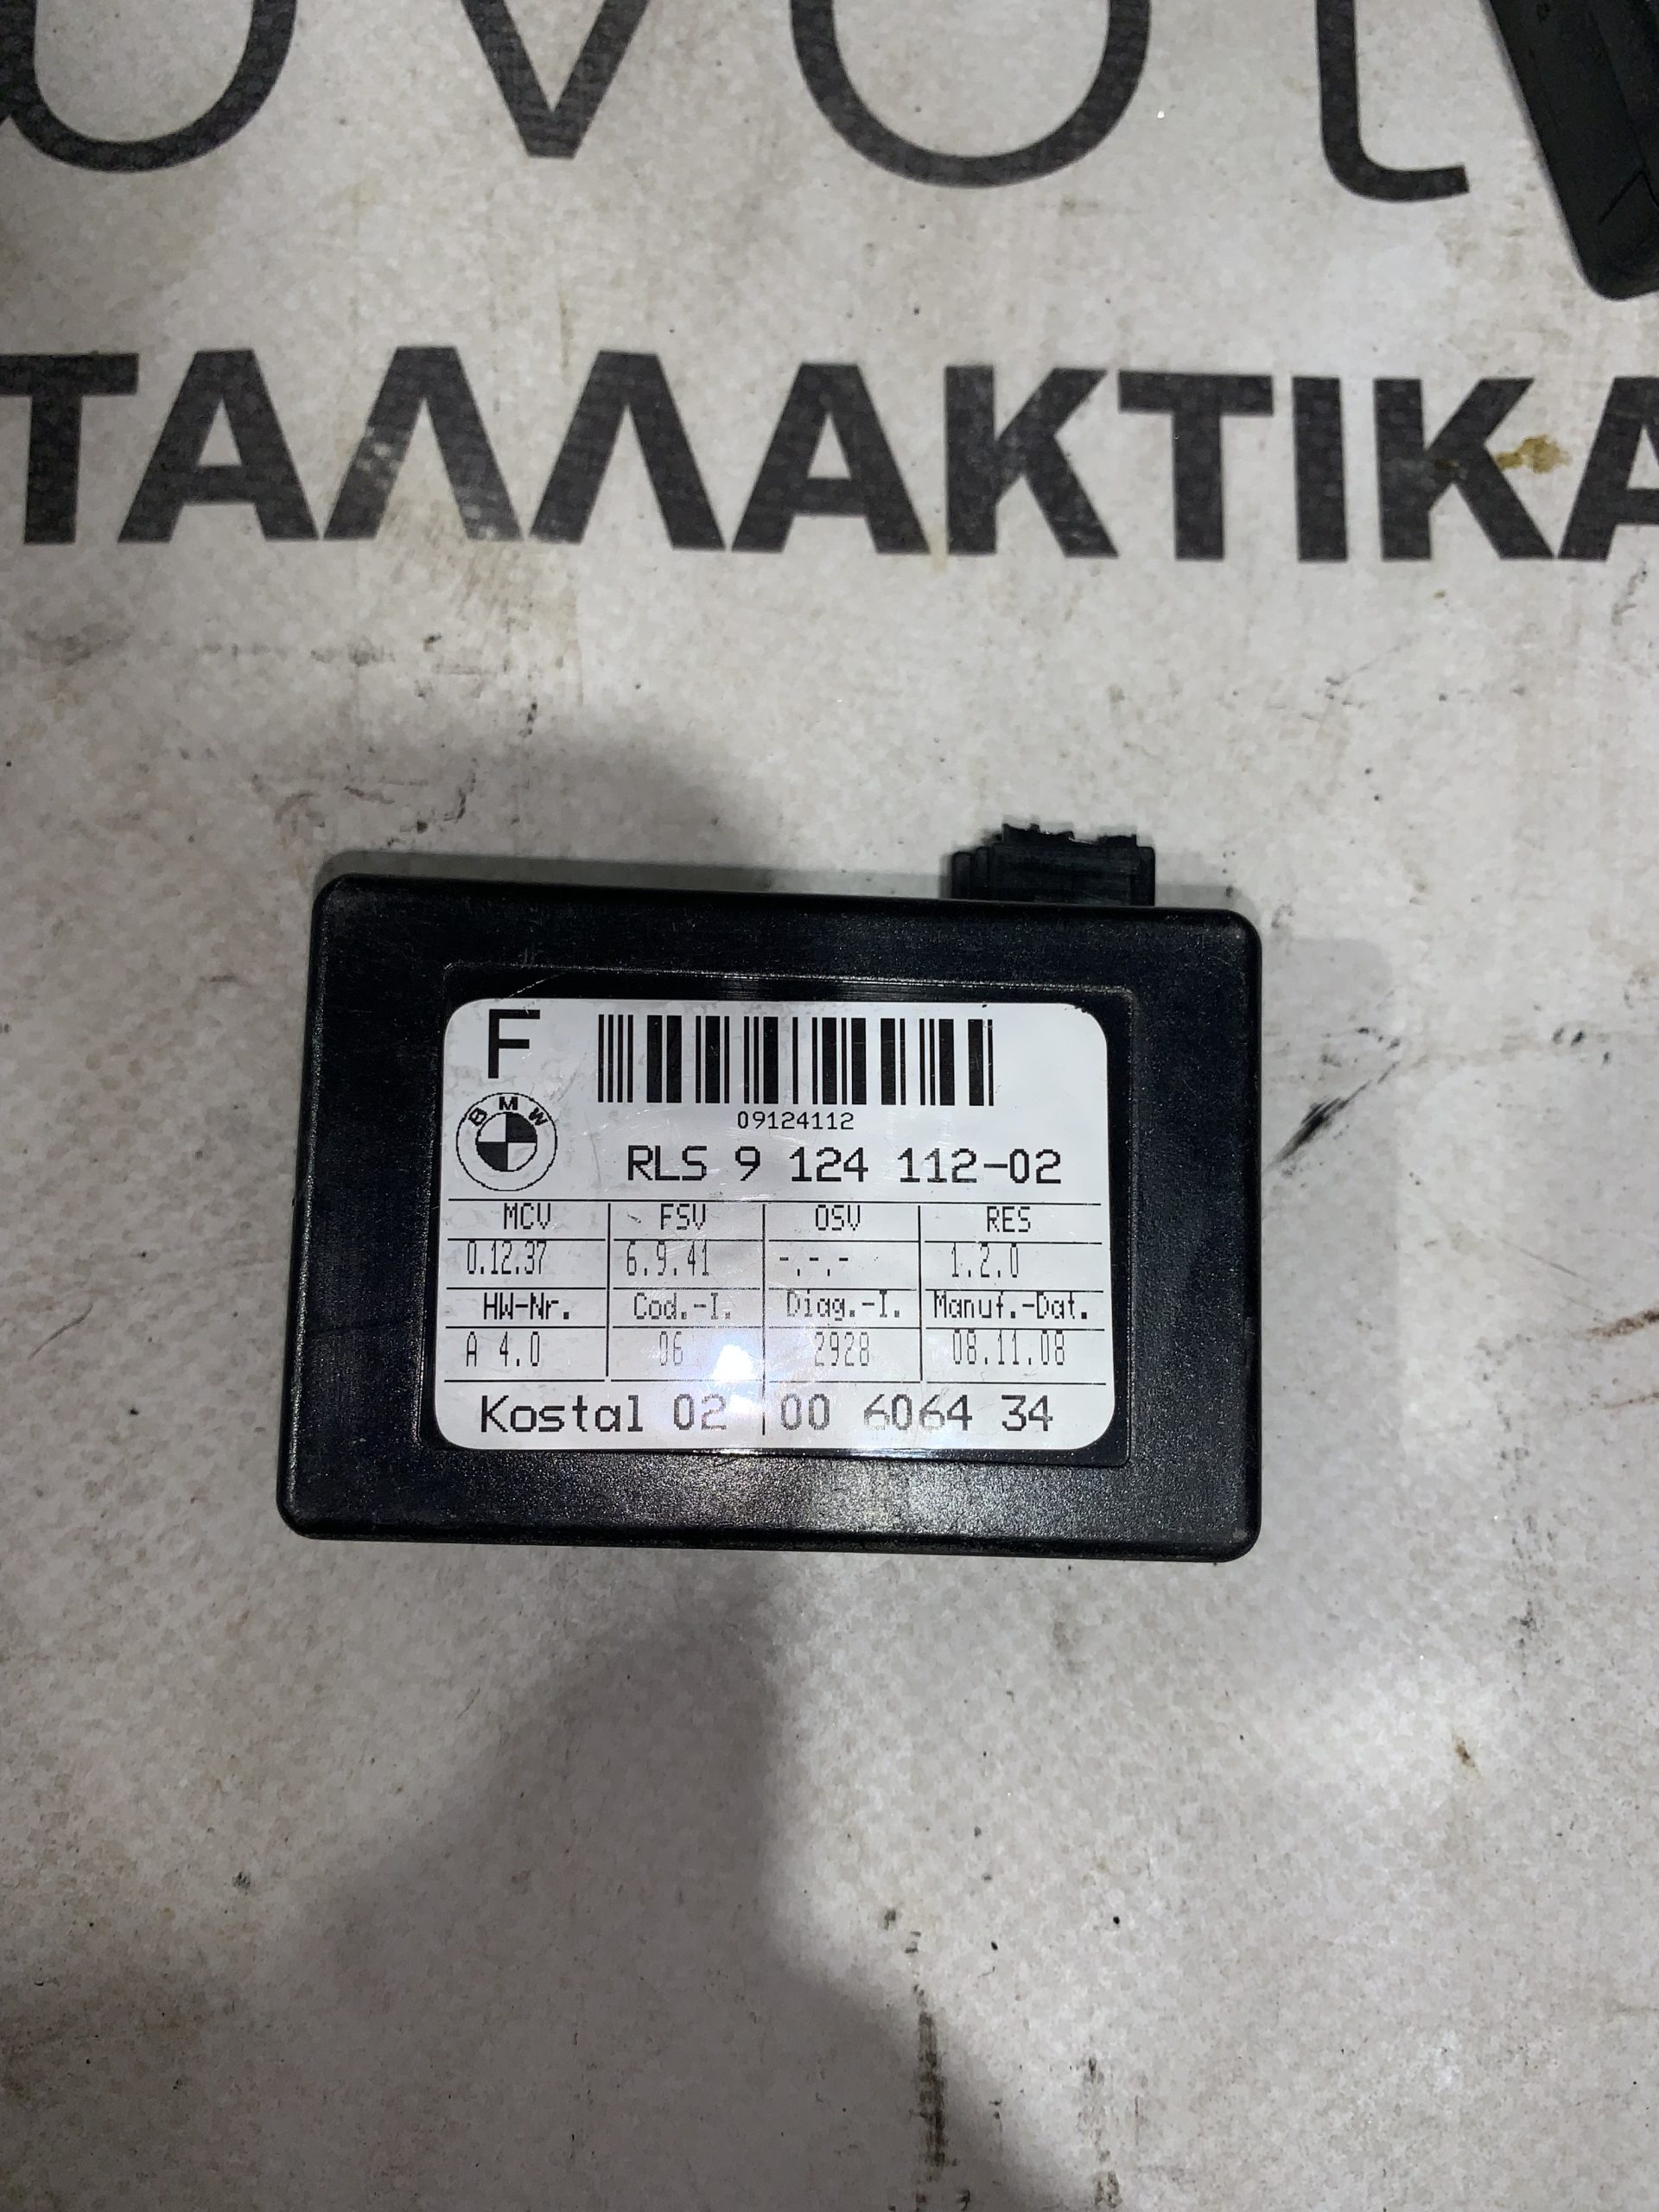 ΤΑΛΛΑΚΤΙΚΑ
F
09124112
BMW
RLS 9 124 112-02
MCV FSV OSV RES
0.12.37 6.9.41 -.-.- 1.2.0
HW-Nr. Cod.-I. Diag.-I. Manuf.-Dat.
A 4.0 06 2928 08.11.08
Kostal 02 00 6064 34